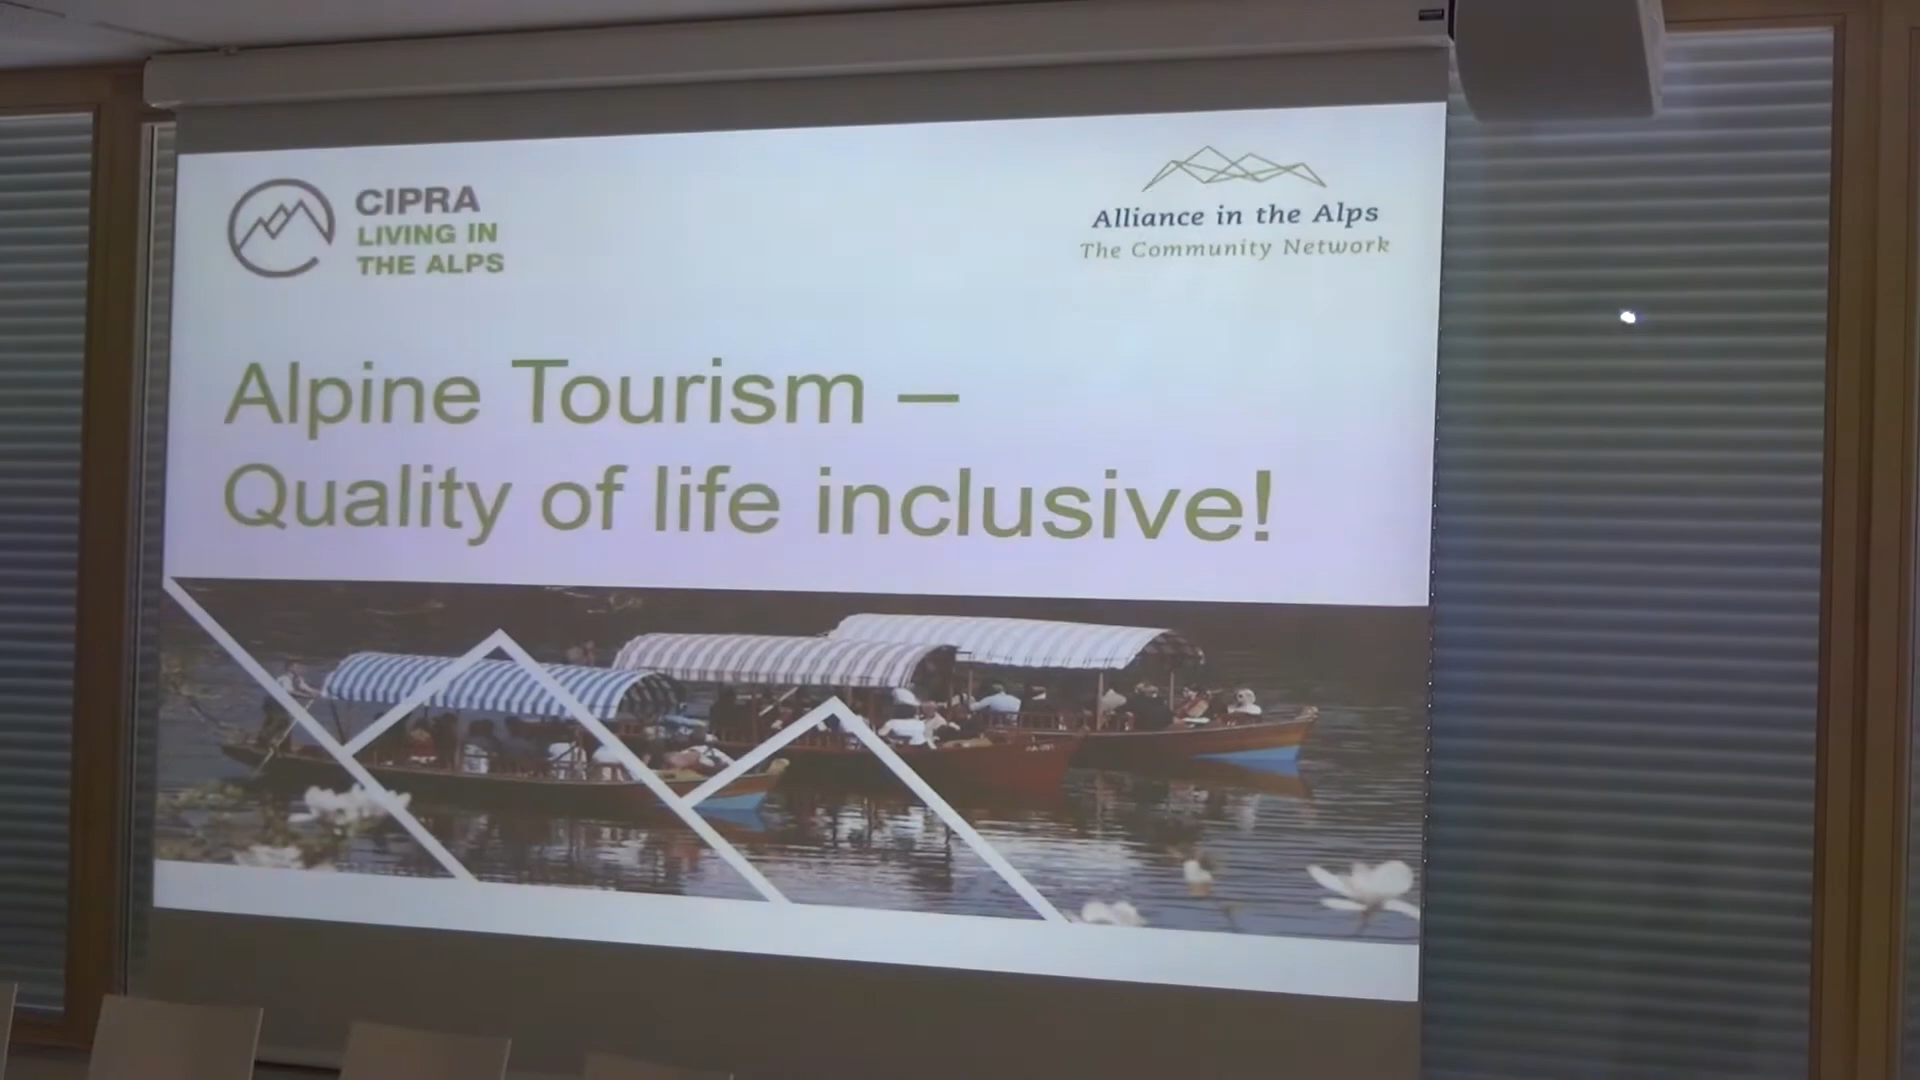 CIPRA
LIVING IN
THE ALPS
Alliance in the Alps
The Community Network
Alpine Tourism –
Quality of life inclusive!